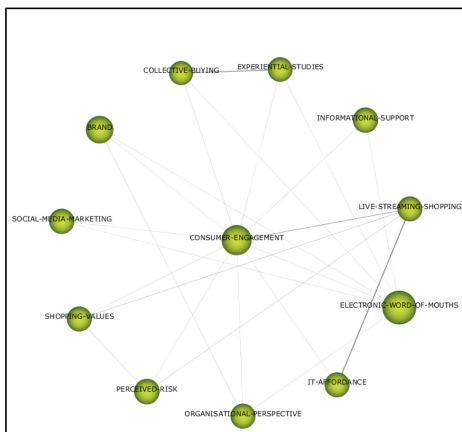 EXPERIENTIAL-STUDIES
COLLECTIVE-BUYING
INFORMATIONAL-SUPPORT
BRAND
LIVE-STREAMING-SHOPPING
SOCIAL-MEDIA-MARKETING
CONSUMER-ENGAGEMENT
ELECTRONIC-WORD-OF-MOUTHS
SHOPPING-VALUES
IT-AFFORDANCE
PERCEIVED-RISK
ORGANISATIONAL-PERSPECTIVE